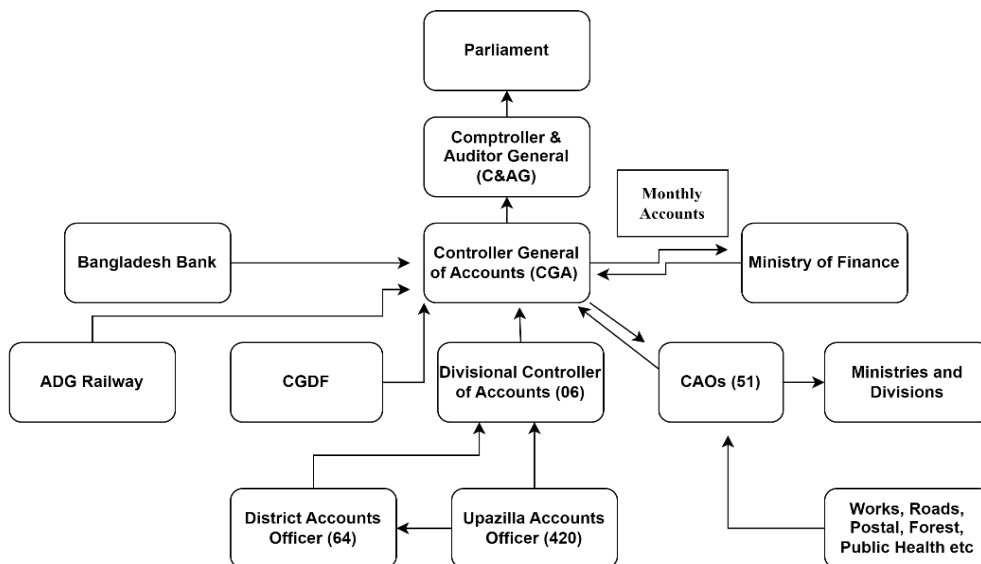 Parliament
Comptroller &
Auditor General
(C&AG)
Monthly
Accounts
Bangladesh Bank
Controller General
of Accounts (CGA)
Ministry of Finance
ADG Railway
CGDF
Divisional Controller
of Accounts (06)
CAOs (51)
Ministries and
Divisions
District Accounts
Officer (64)
Upazilla Accounts
Officer (420)
Works, Roads,
Postal, Forest,
Public Health etc